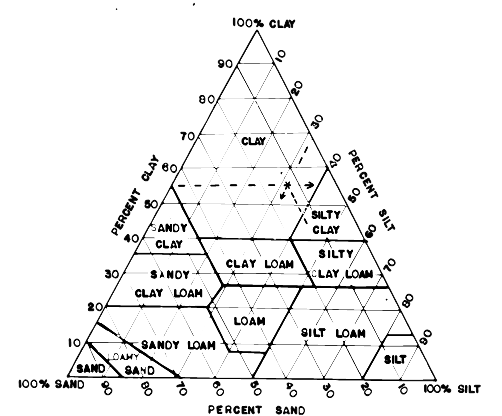 100% CLAY
90
10
80
20
70
CLAY
30
60
40
PERCENT CLAY
PERCENT SILT
50
SILTY
CLAY
50
SANDY
CLAY
40
60
CLAY LOAM
SILTY
CLAY LOAM
30
SANDY
CLAY LOAM
70
20
LOAM
SILT LOAM
80
10
SANDY LOAM
90
LOAMY
SAND
SAND
SILT
100% SAND
90
80
70
60
50
40
30
20
10
100% SILT
PERCENT SAND